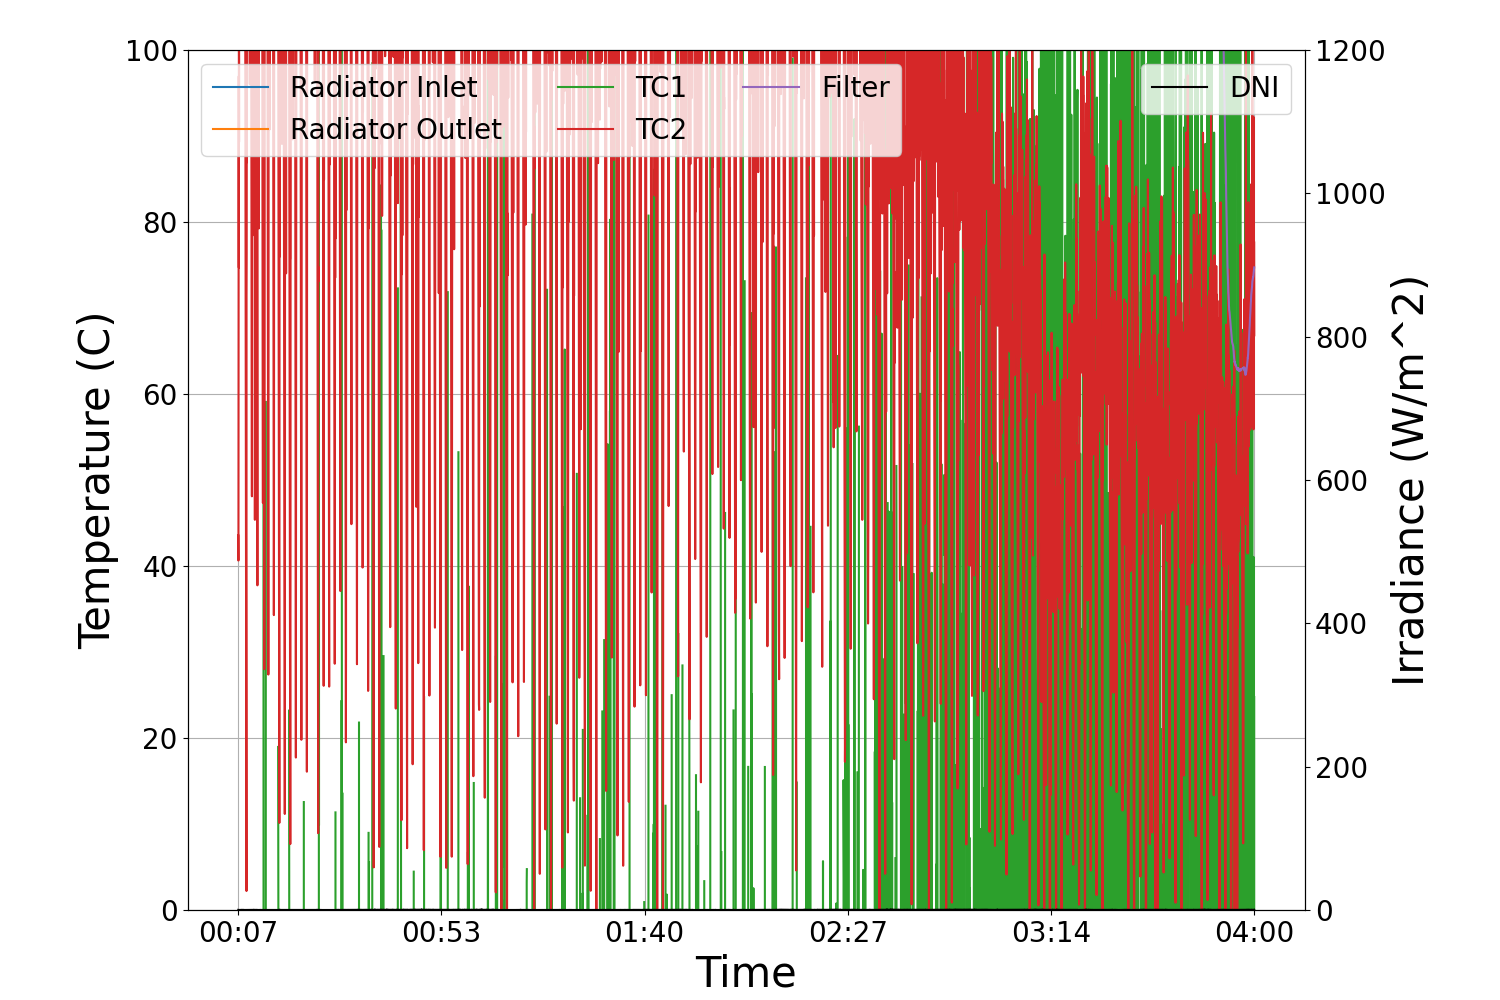 100
80
60
40
20
0
Temperature (C)
Radiator Inlet
Radiator Outlet
TC1
TC2
Filter
DNI
1200
1000
800
600
400
200
0
Irradiance (W/m^2)
00:07
00:53
01:40
02:27
03:14
04:00
Time